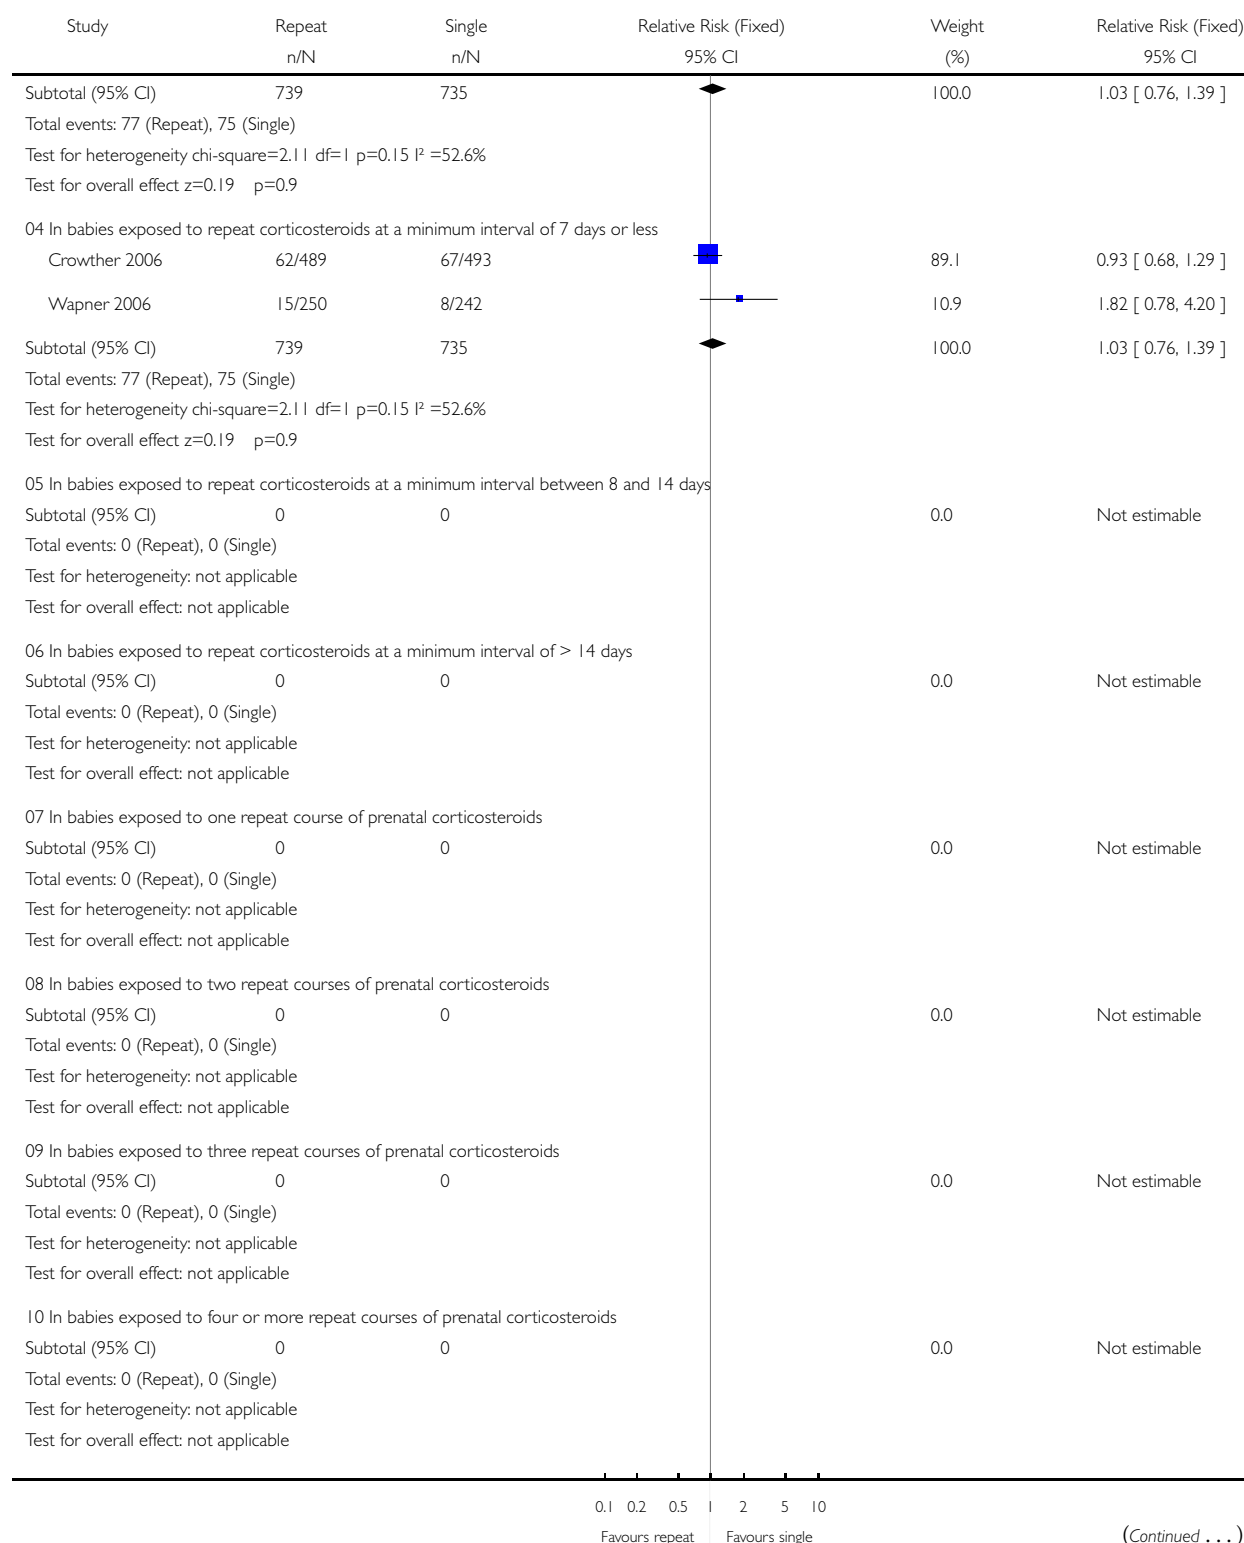 Study Repeat Single Relative Risk (Fixed) Weight Relative Risk (Fixed)
n/N n/N 95% CI (%) 95% CI
Subtotal (95% CI) 739 735 100.0 1.03 [ 0.76, 1.39 ]
Total events: 77 (Repeat), 75 (Single)
Test for heterogeneity chi-square=2.11 df=1 p=0.15 I² =52.6%
Test for overall effect z=0.19 p=0.9
04 In babies exposed to repeat corticosteroids at a minimum interval of 7 days or less
Crowther 2006 62/489 67/493 89.1 0.93 [ 0.68, 1.29 ]
Wapner 2006 15/250 8/242 10.9 1.82 [ 0.78, 4.20 ]
Subtotal (95% CI) 739 735 100.0 1.03 [ 0.76, 1.39 ]
Total events: 77 (Repeat), 75 (Single)
Test for heterogeneity chi-square=2.11 df=1 p=0.15 I² =52.6%
Test for overall effect z=0.19 p=0.9
05 In babies exposed to repeat corticosteroids at a minimum interval between 8 and 14 days
Subtotal (95% CI) 0 0 0.0 Not estimable
Total events: 0 (Repeat), 0 (Single)
Test for heterogeneity: not applicable
Test for overall effect: not applicable
06 In babies exposed to repeat corticosteroids at a minimum interval of > 14 days
Subtotal (95% CI) 0 0 0.0 Not estimable
Total events: 0 (Repeat), 0 (Single)
Test for heterogeneity: not applicable
Test for overall effect: not applicable
07 In babies exposed to one repeat course of prenatal corticosteroids
Subtotal (95% CI) 0 0 0.0 Not estimable
Total events: 0 (Repeat), 0 (Single)
Test for heterogeneity: not applicable
Test for overall effect: not applicable
08 In babies exposed to two repeat courses of prenatal corticosteroids
Subtotal (95% CI) 0 0 0.0 Not estimable
Total events: 0 (Repeat), 0 (Single)
Test for heterogeneity: not applicable
Test for overall effect: not applicable
09 In babies exposed to three repeat courses of prenatal corticosteroids
Subtotal (95% CI) 0 0 0.0 Not estimable
Total events: 0 (Repeat), 0 (Single)
Test for heterogeneity: not applicable
Test for overall effect: not applicable
10 In babies exposed to four or more repeat courses of prenatal corticosteroids
Subtotal (95% CI) 0 0 0.0 Not estimable
Total events: 0 (Repeat), 0 (Single)
Test for heterogeneity: not applicable
Test for overall effect: not applicable
0.1 0.2 0.5 1 2 5 10
Favours repeat Favours single (Continued . . . )